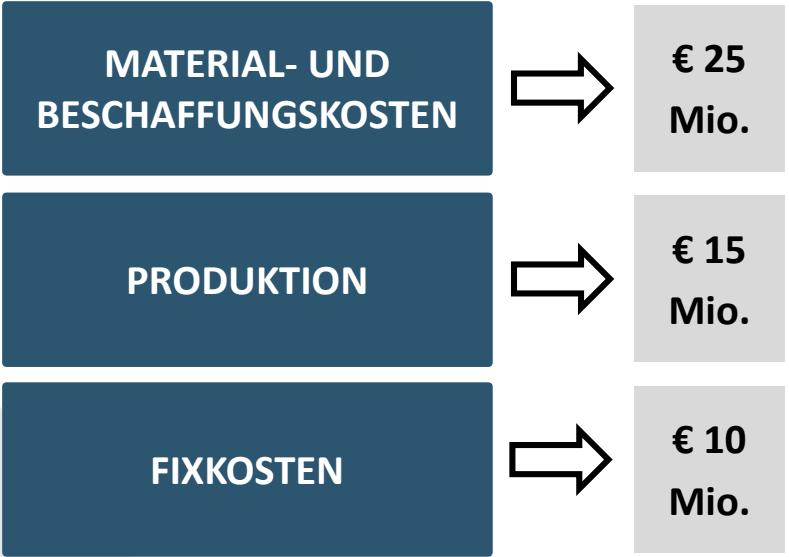 MATERIAL- UND
BESCHAFFUNGSKOSTEN
€ 25
Mio.
PRODUKTION
€ 15
Mio.
FIXKOSTEN
€ 10
Mio.